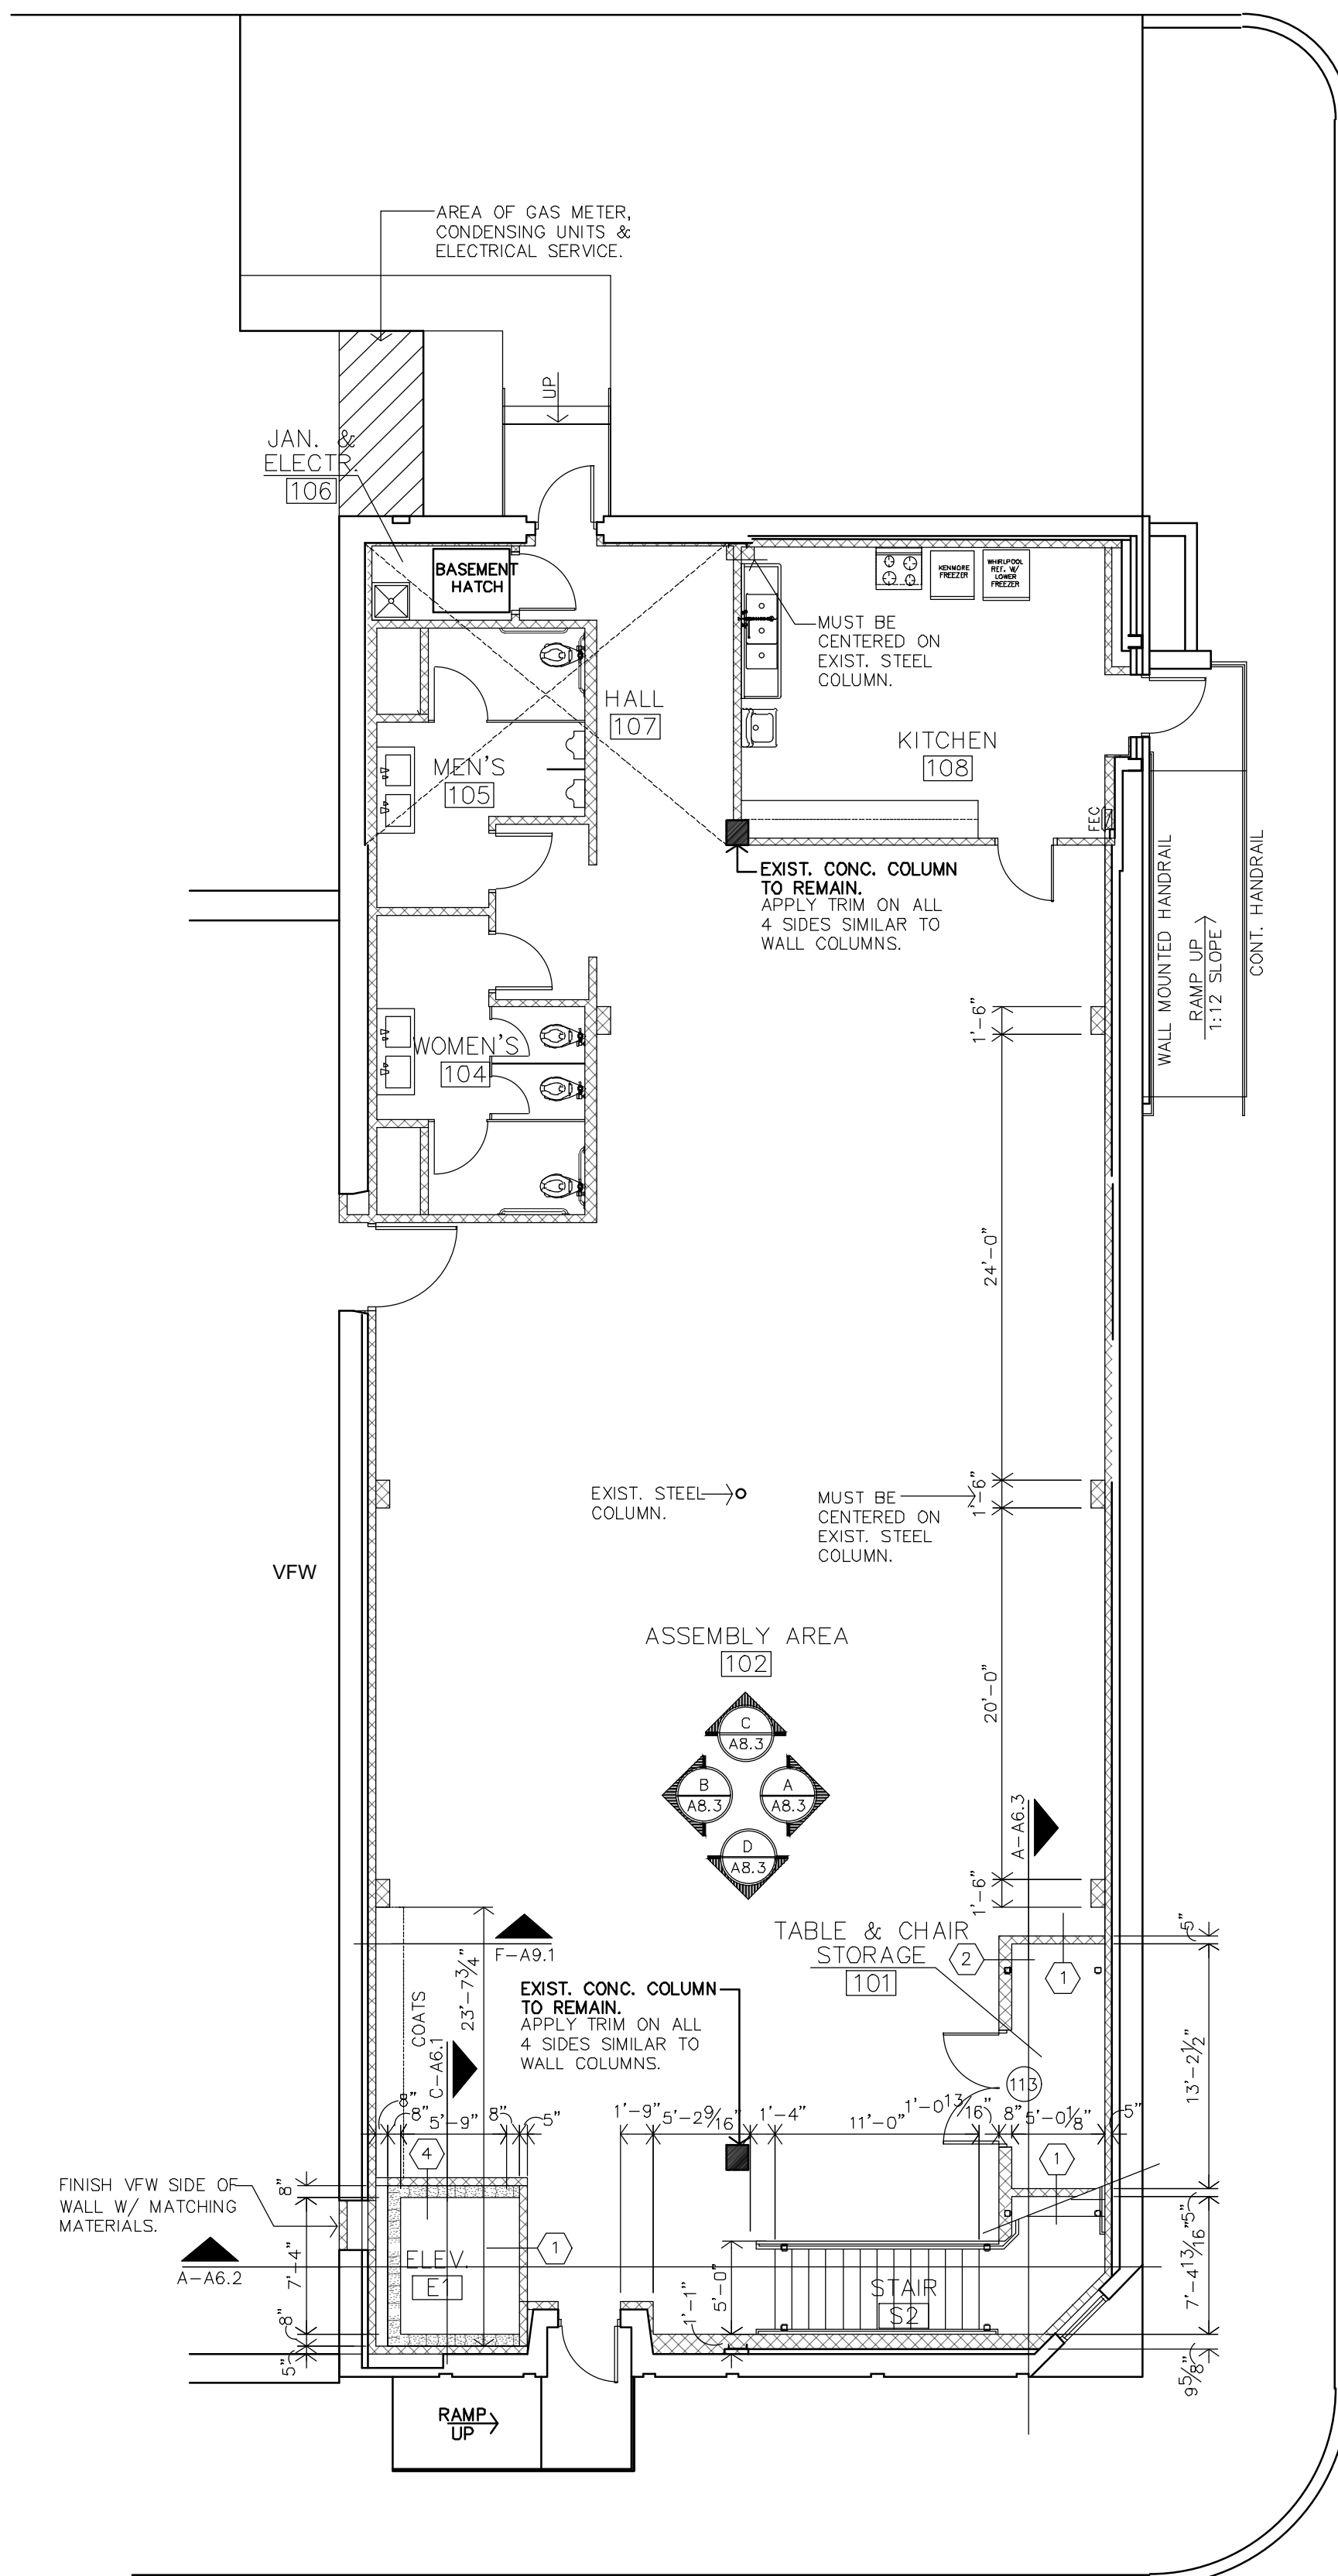 AREA OF GAS METER,
CONDENSING UNITS &
ELECTRICAL SERVICE.
UP
JAN. &
ELECTR.
106
BASEMENT
HATCH
KENMORE
FREEZER
WHIRLPOOL
REF. W/
LOWER
FREEZER
MUST BE
CENTERED ON
EXIST. STEEL
COLUMN.
HALL
107
KITCHEN
108
MEN'S
105
FEC
EXIST. CONC. COLUMN
TO REMAIN.
APPLY TRIM ON ALL
4 SIDES SIMILAR TO
WALL COLUMNS.
WALL MOUNTED HANDRAIL
RAMP UP
1:12 SLOPE
CONT. HANDRAIL
1'-6"
WOMEN'S
104
24'-0"
EXIST. STEEL
COLUMN.
MUST BE
CENTERED ON
EXIST. STEEL
COLUMN.
1'-6"
VFW
ASSEMBLY AREA
102
20'-0"
C
A8.3
B
A8.3
A
A8.3
D
A8.3
A-A6.3
1'-6"
F-A9.1
TABLE & CHAIR
STORAGE
101
2
1
5"
23'-7 3/4"
COATS
C-A6.1
EXIST. CONC. COLUMN
TO REMAIN.
APPLY TRIM ON ALL
4 SIDES SIMILAR TO
WALL COLUMNS.
13'-2 1/2"
113
8"
8"
5'-9"
8"
5"
1'-9"
5'-2 9/16"
1'-4"
11'-0"
1'-0 13/16"
8"
5'-0 1/8"
5"
4
1
FINISH VFW SIDE OF
WALL W/ MATCHING
MATERIALS.
8"
5"
1
A-A6.2
7'-4"
ELEV.
E1
5'-0"
1'-1"
STAIR
S2
7'-4 13/16"
8"
5"
9 5/8"
RAMP
UP